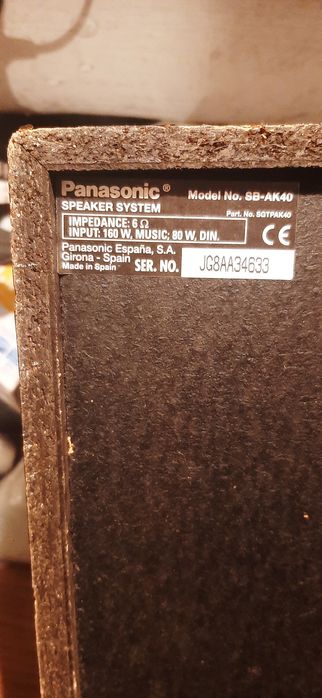 Panasonic® Model No. SB-AK40
SPEAKER SYSTEM Part. No. SGTPAK40
IMPEDANCE: 6 Ω
INPUT: 160 W, MUSIC; 80 W, DIN.
CE
Panasonic España, S.A.
Girona - Spain
Made in Spain SER. NO. JG8AA34633